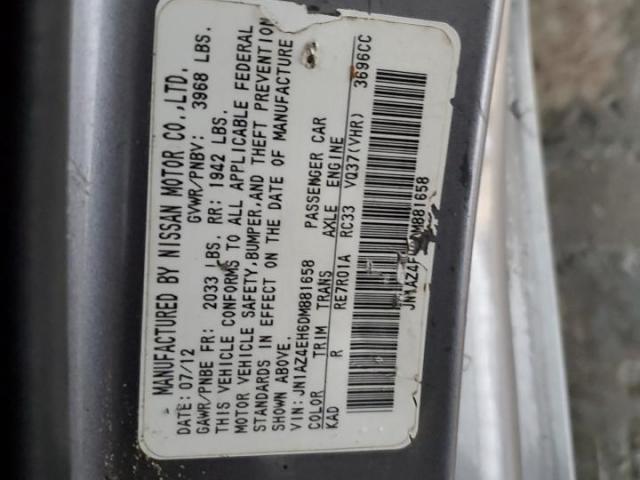 MANUFACTURED BY NISSAN MOTOR CO.,LTD.
DATE: 07/12 GVWR/PNBV: 3968 LBS.
GAWR/PNBE FR: 2033 LBS. RR: 1942 LBS.
THIS VEHICLE CONFORMS TO ALL APPLICABLE FEDERAL
MOTOR VEHICLE SAFETY,BUMPER,AND THEFT PREVENTION
STANDARDS IN EFFECT ON THE DATE OF MANUFACTURE
SHOWN ABOVE.
VIN: JN1AZ4EH6DM881658 PASSENGER CAR
COLOR TRIM TRANS AXLE ENGINE
KAD R RE7R01A RC33 VQ37(VHR) 3696CC